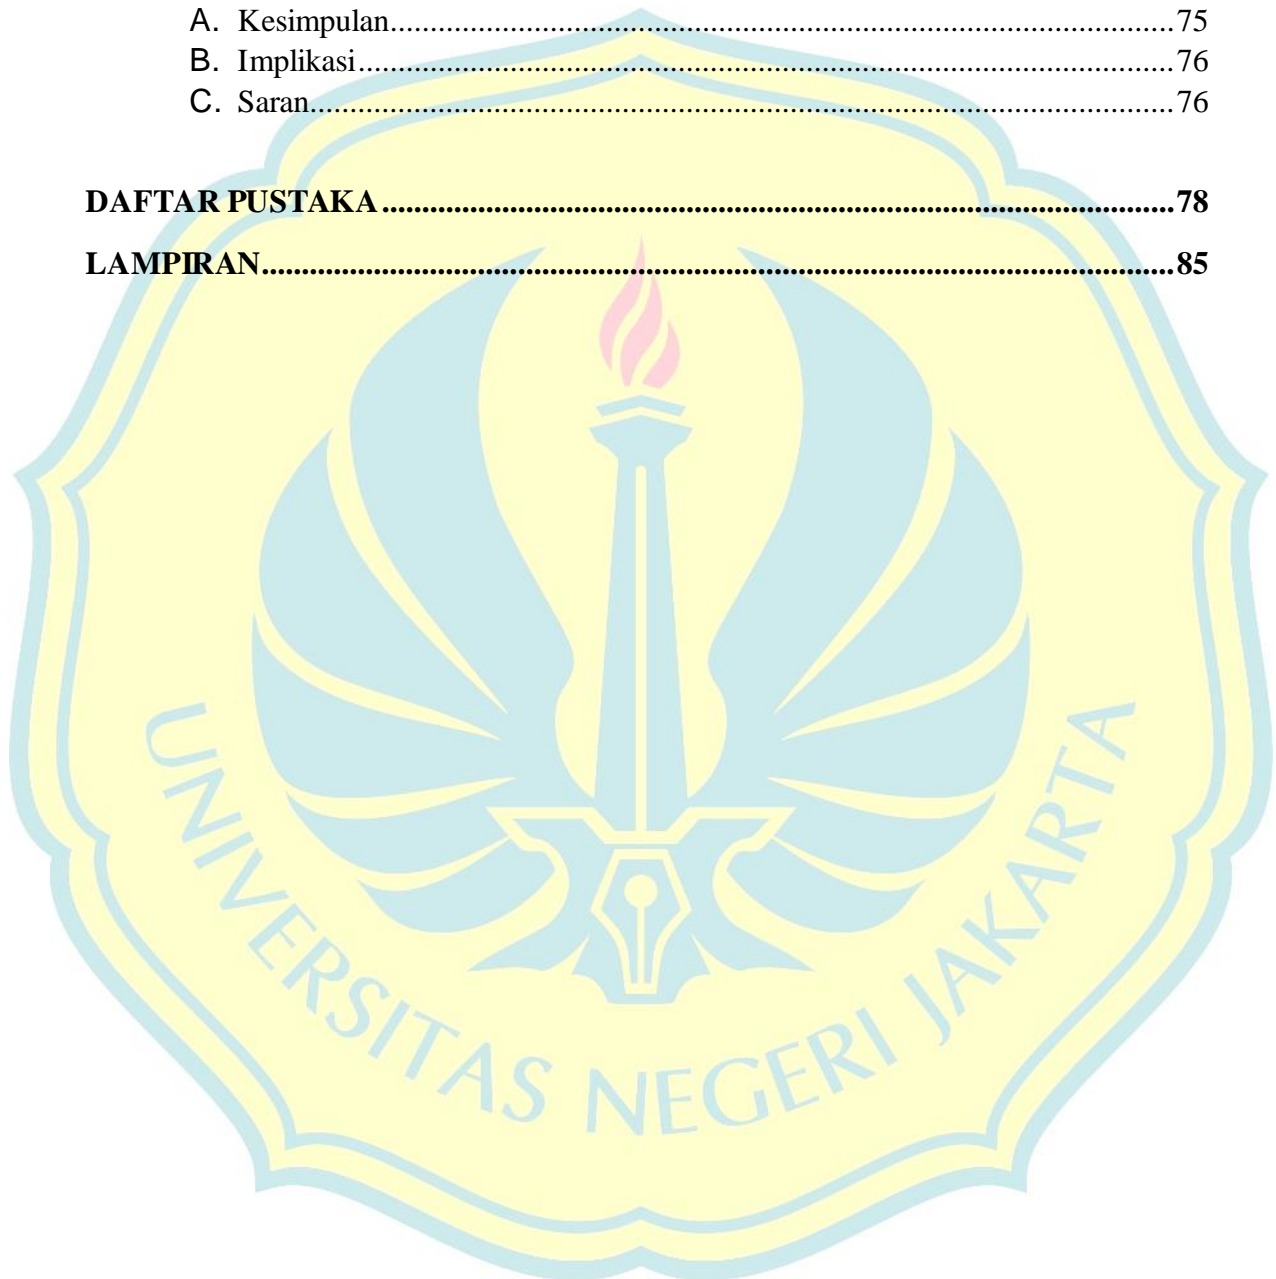 A. Kesimpulan.......................................................................................75
B. Implikasi...........................................................................................76
C. Saran.................................................................................................76
DAFTAR PUSTAKA...................................................................................................78
LAMPIRAN..................................................................................................................85
UNIVERSITAS NEGERI JAKARTA